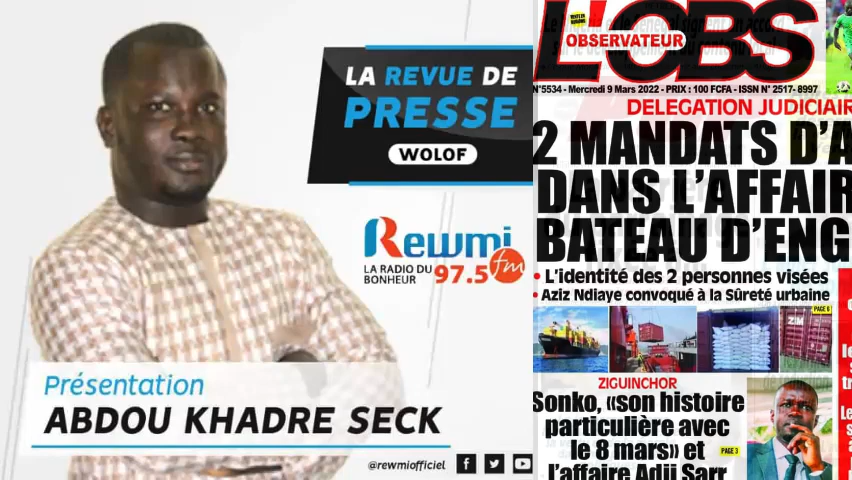 LA REVUE DE
PRESSE
WOLOF
Rewmi fm
LA RADIO DU
BONHEUR
97.5
Présentation
ABDOU KHADRE SECK
@rewmiofficiel
L'OBS
OBSERVATEUR
N°5534 - Mercredi 9 Mars 2022 - PRIX : 100 FCFA - ISSN N° 2517- 8997
DELEGATION JUDICIAIR
2 MANDATS D'A
DANS L'AFFAIR
BATEAU D'ENG
• L'identité des 2 personnes visées
• Aziz Ndiaye convoqué à la Sûreté urbaine
PAGE 6
ZIGUINCHOR
Sonko, «son histoire
particulière avec
le 8 mars» et
l'affaire Adji Sarr
PAGE 3